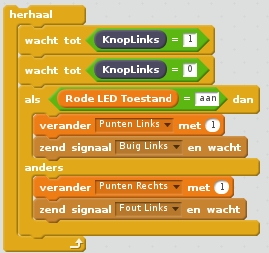 herhaal
wacht tot KnopLinks = 1
wacht tot KnopLinks = 0
als Rode LED Toestand = aan dan
verander Punten Links met 1
zend signaal Buig Links en wacht
anders
verander Punten Rechts met 1
zend signaal Fout Links en wacht